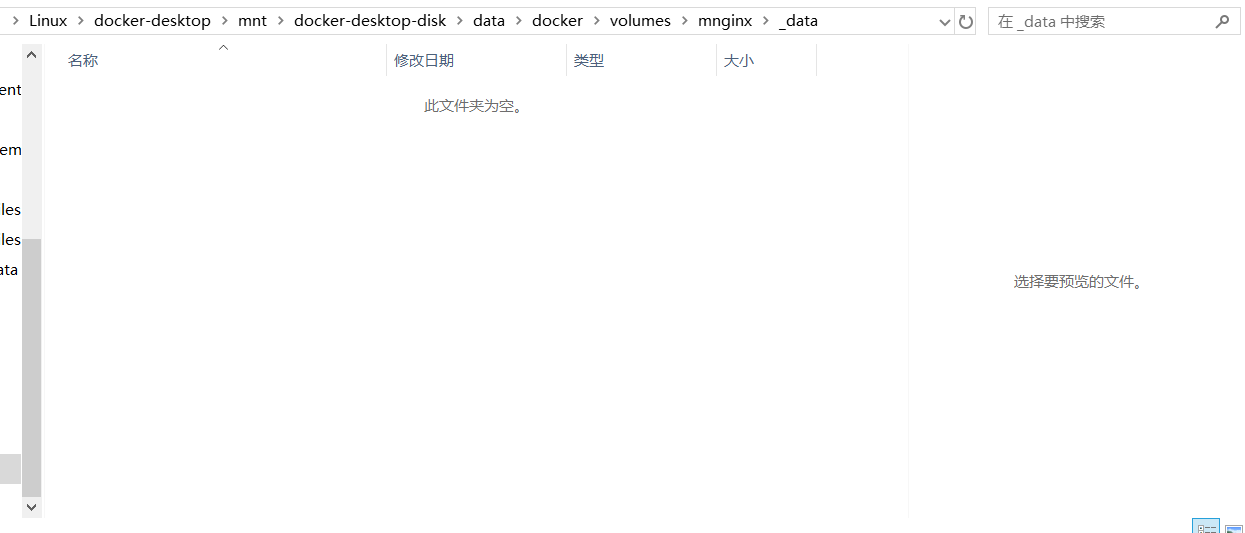 Linux docker-desktop mnt docker-desktop-disk data docker volumes mnginx _data
在 _data 中搜索
名称 修改日期 类型 大小
ent
此文件夹为空。
em
les
les
ata
选择要预览的文件。